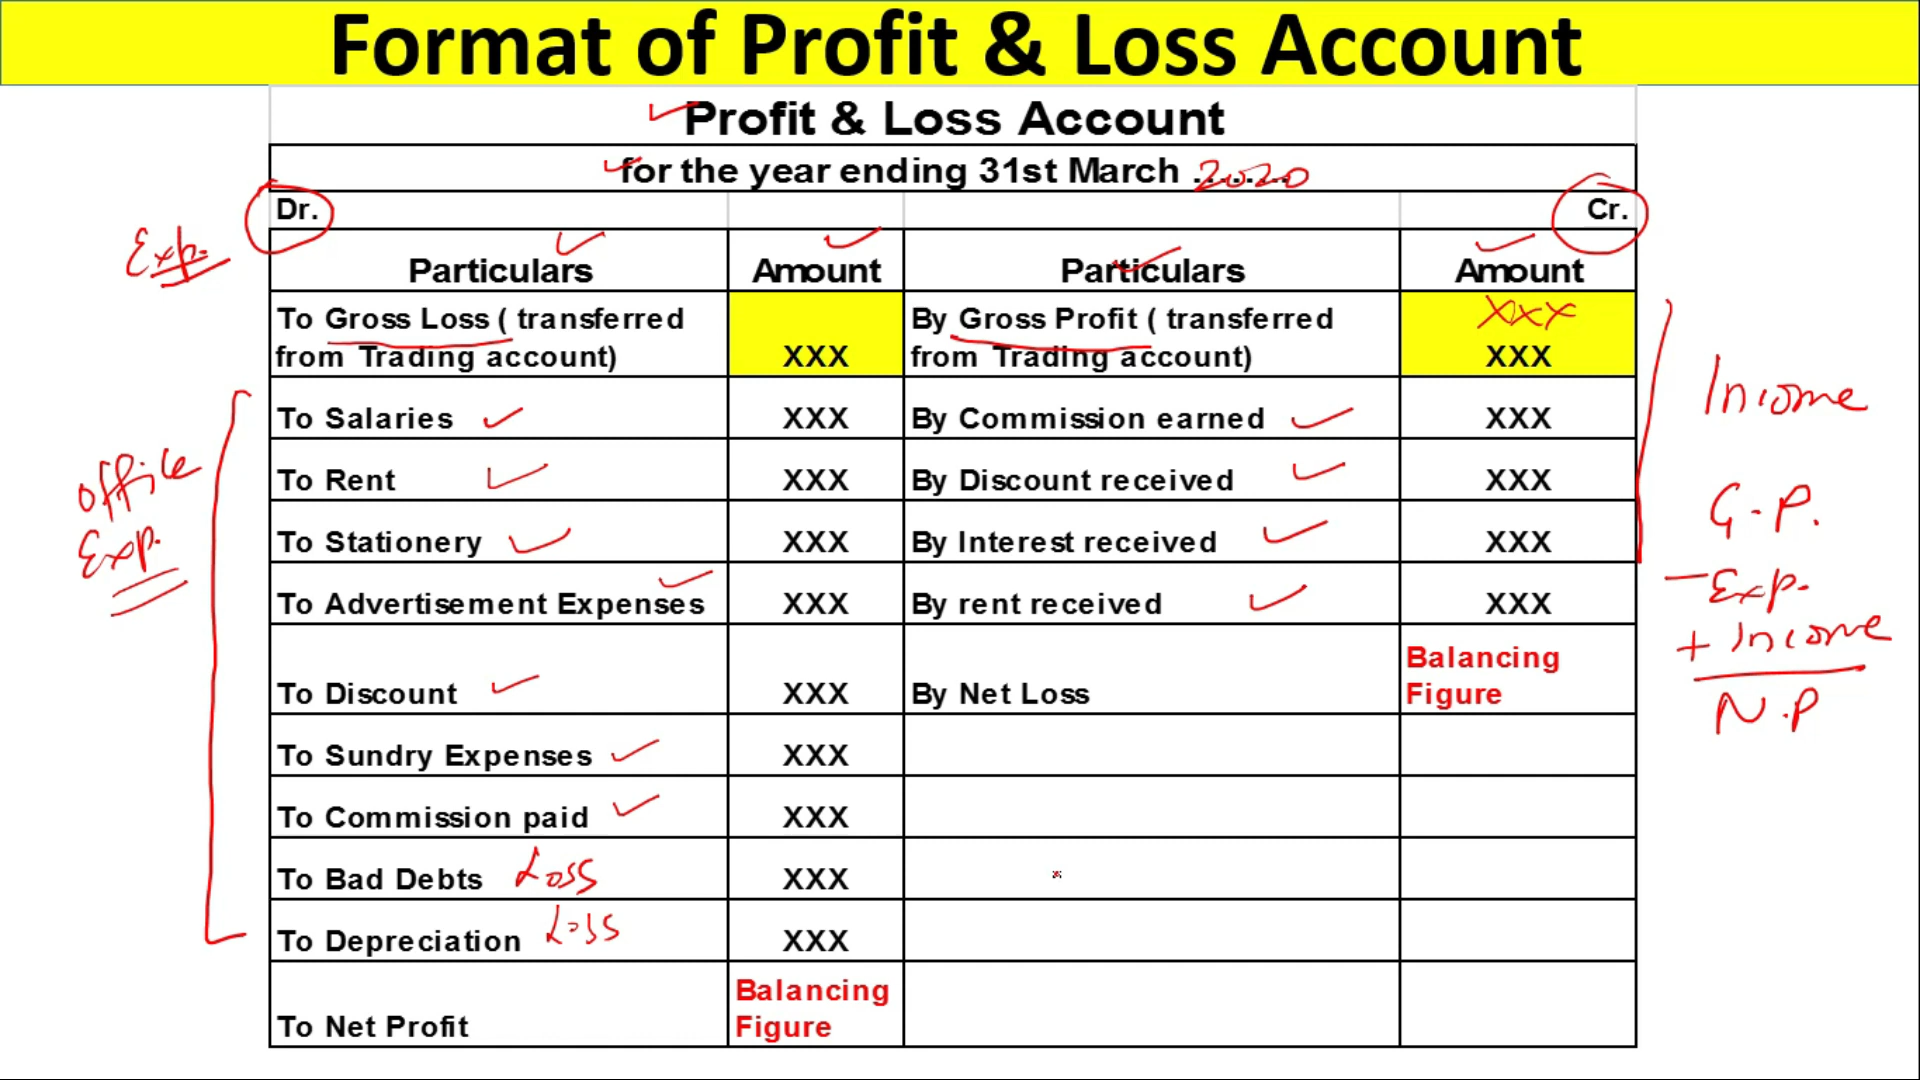 Format of Profit & Loss Account
Profit & Loss Account
for the year ending 31st March ........ 2020
Dr. Cr.
Exp.
Particulars Amount Particulars Amount
To Gross Loss ( transferred from Trading account) XXX By Gross Profit ( transferred from Trading account) XXX XXX
To Salaries XXX By Commission earned XXX
Income
To Rent XXX By Discount received XXX
office
Exp.
G.P.
To Stationery XXX By Interest received XXX
To Advertisement Expenses XXX By rent received XXX
- Exp.
+ Income
N.P
To Discount XXX By Net Loss Balancing Figure
To Sundry Expenses XXX
To Commission paid XXX
To Bad Debts Loss XXX
To Depreciation Loss XXX
To Net Profit Balancing Figure